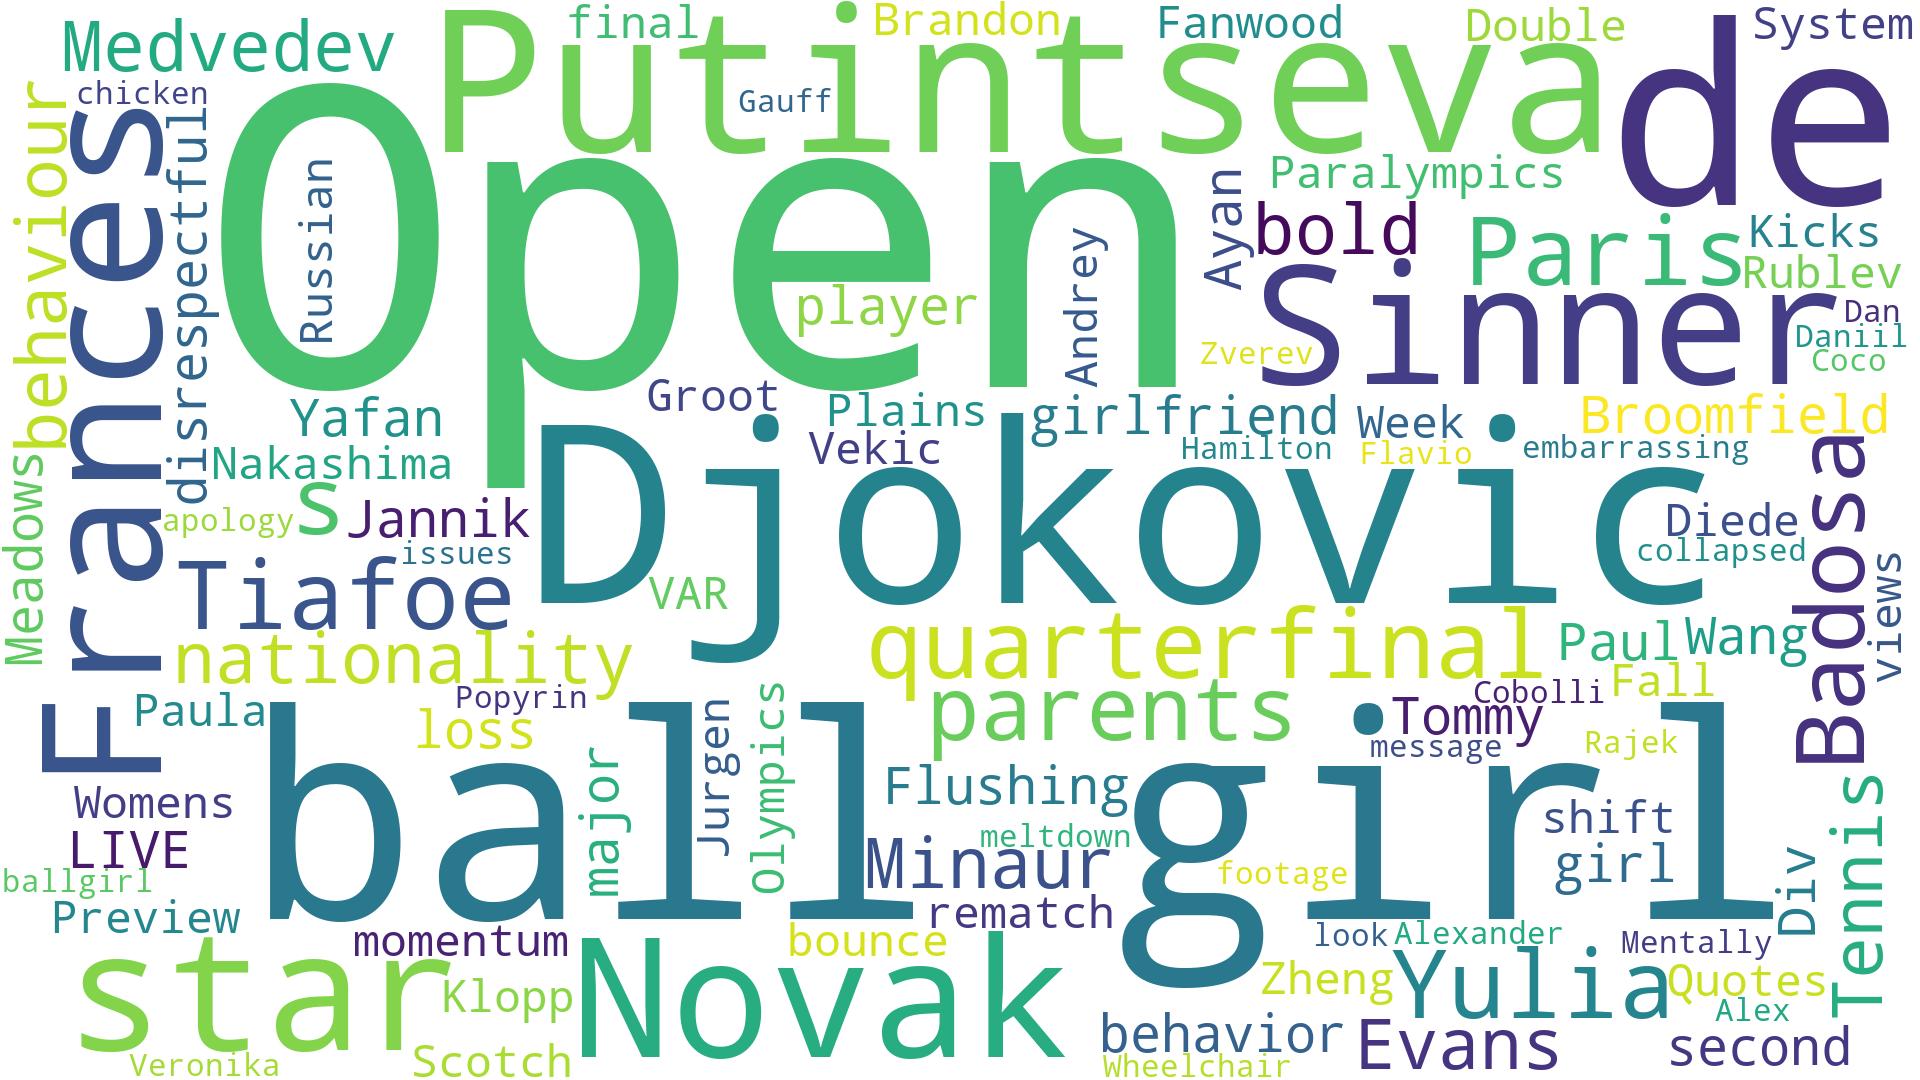 Medvedev
final
Brandon
Fanwood
Double
System
Putintseva
de
chicken
Gauff
behaviour
Frances
disrespectful
Open
Russian
Ayan
Paralympics
bold
Paris
Kicks
Rublev
player
Andrey
Sinner
Zverev
Dan
Daniil
Coco
Groot
Yafan
Plains
girlfriend
Week
Broomfield
Vekic
Hamilton
Flavio
embarrassing
Nakashima
Meadows
s
Jannik
Djokovic
Badosa
apology
Diede
collapsed
issues
Tiafoe
VAR
views
nationality
quarterfinal
Paul
Wang
parents
Popyrin
Cobolli
Fall
Paula
loss
Tommy
ball
girl
message
Rajek
major
Jurgen
Olympics
Flushing
Womens
shift
Tennis
meltdown
LIVE
Minaur
footage
girl
Div
ballgirl
Preview
rematch
momentum
bounce
look
Alexander
Mentally
star
Novak
Klopp
Zheng
Yulia
Quotes
Alex
behavior
Evans
second
Veronika
Scotch
Wheelchair